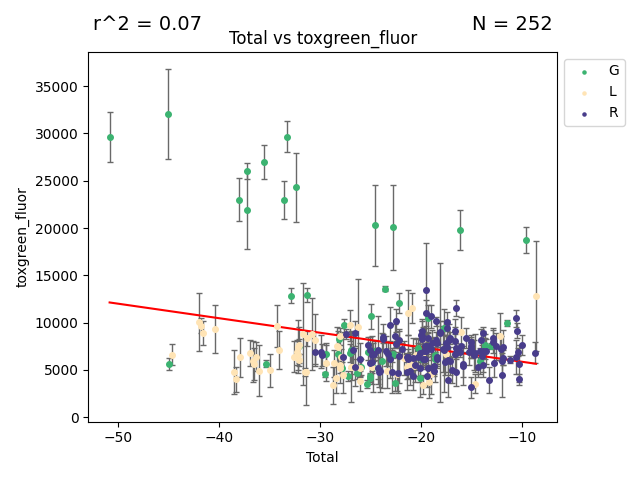 r^2 = 0.07
N = 252
Total vs toxgreen_fluor
G
L
R
toxgreen_fluor
35000
30000
25000
20000
15000
10000
5000
0
−50
−40
−30
−20
−10
Total